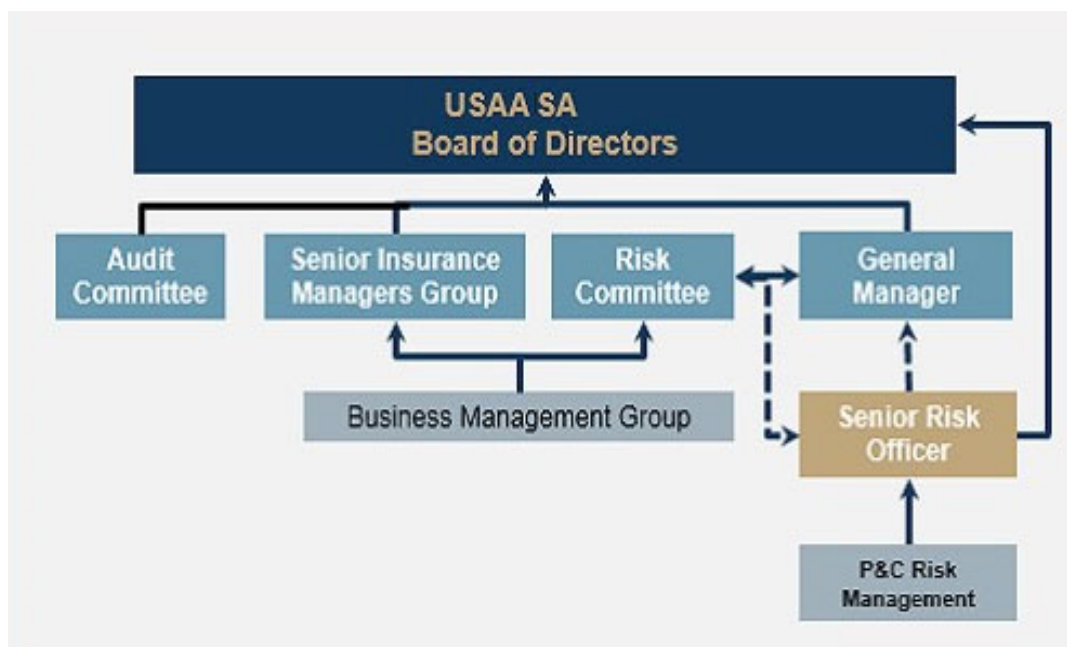 USAA SA
Board of Directors
Audit
Committee
Senior Insurance
Managers Group
Risk
Committee
General
Manager
Business Management Group
Senior Risk
Officer
P&C Risk
Management